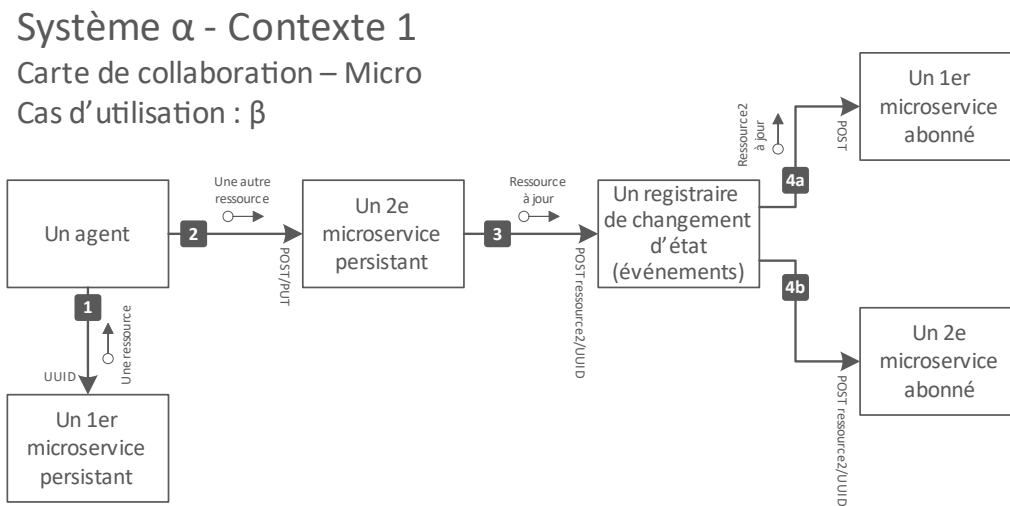 Système α - Contexte 1
Carte de collaboration – Micro
Cas d'utilisation : β
Un agent
1
UUID
Une ressource
Un 1er
microservice
persistant
2
Une autre
ressource
POST/PUT
Un 2e
microservice
persistant
3
Ressource
à jour
POST ressource2/UUID
Un registraire
de changement
d'état
(événements)
4a
Ressource2
à jour
POST
Un 1er
microservice
abonné
4b
POST ressource2/UUID
Un 2e
microservice
abonné